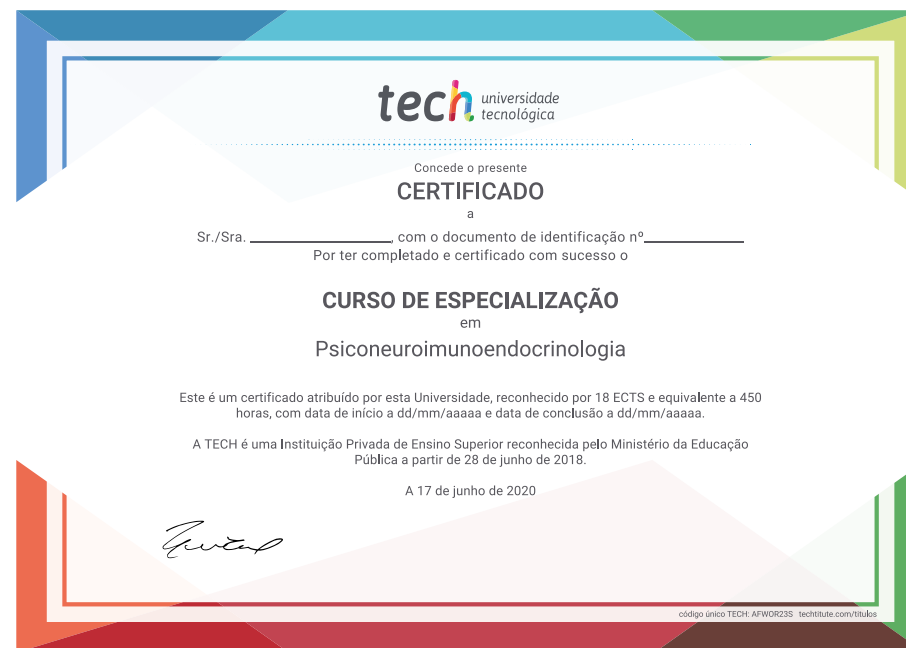 tech universidade
tecnológica
Concede o presente
CERTIFICADO
a
Sr./Sra. , com o documento de identificação nº
Por ter completado e certificado com sucesso o
CURSO DE ESPECIALIZAÇÃO
em
Psiconeuroimunoendocrinologia
Este é um certificado atribuído por esta Universidade, reconhecido por 18 ECTS e equivalente a 450
horas, com data de início a dd/mm/aaaaa e data de conclusão a dd/mm/aaaaa.
A TECH é uma Instituição Privada de Ensino Superior reconhecida pelo Ministério da Educação
Pública a partir de 28 de junho de 2018.
A 17 de junho de 2020
código único TECH: AFWOR23S techtitute.com/titulos